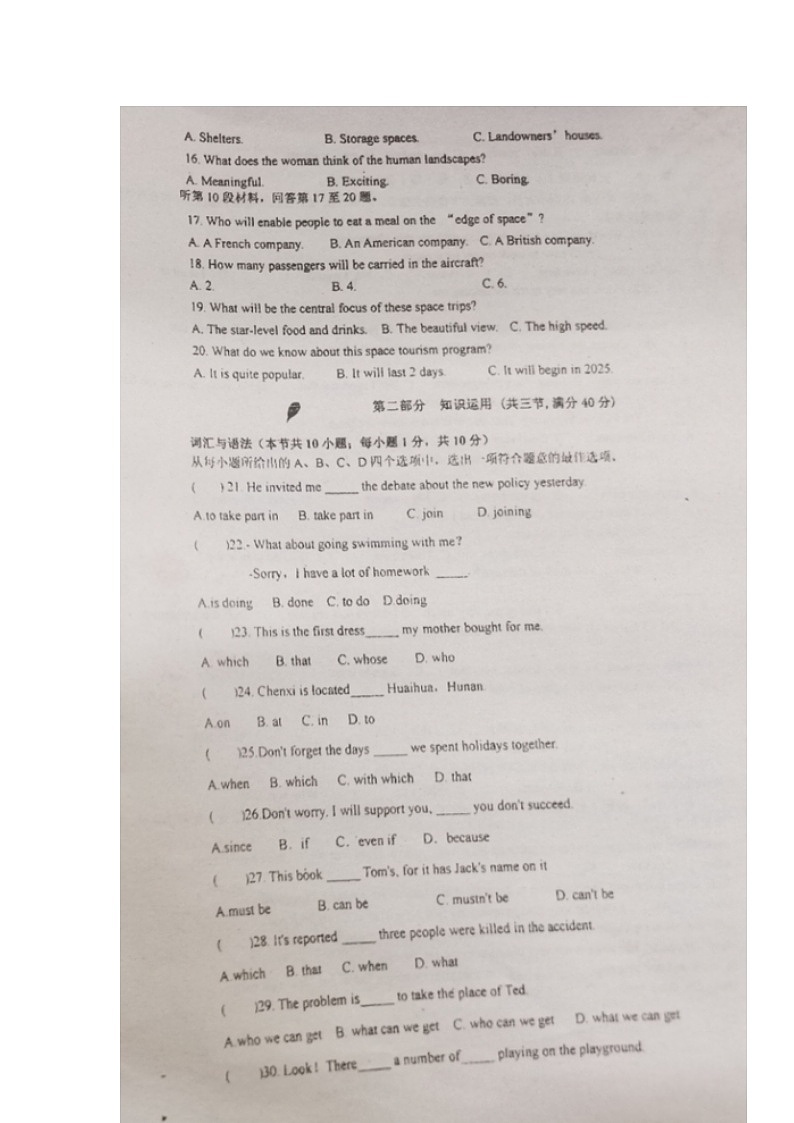 A. Shelters. B. Storage spaces. C. Landowners' houses.
16. What does the woman think of the human landscapes?
A. Meaningful. B. Exciting. C. Boring.
听第10段材料，回答第17至20题。
17. Who will enable people to eat a meal on the “edge of space”?
A. A French company. B. An American company. C. A British company.
18. How many passengers will be carried in the aircraft?
A. 2. B. 4. C. 6.
19. What will be the central focus of these space trips?
A. The star-level food and drinks. B. The beautiful view. C. The high speed.
20. What do we know about this space tourism program?
A. It is quite popular. B. It will last 2 days. C. It will begin in 2025.
第二部分 知识运用（共三节,满分40分）
词汇与语法（本节共10小题；每小题1分，共10分）
从每小题所给出的A、B、C、D四个选项中，选出一项符合题意的最佳选项。
( )21. He invited me _____ the debate about the new policy yesterday.
A.to take part in B. take part in C. join D. joining
( )22.- What about going swimming with me?
-Sorry，I have a lot of homework _____.
A.is doing B. done C. to do D.doing
( )23. This is the first dress_____ my mother bought for me.
A. which B. that C. whose D. who
( )24. Chenxi is located_____ Huaihua，Hunan.
A.on B. at C. in D. to
( )25.Don't forget the days _____ we spent holidays together.
A.when B. which C. with which D. that
( )26.Don't worry. I will support you, _____ you don't succeed.
A.since B. if C. even if D. because
( )27. This book _____ Tom's, for it has Jack's name on it
A.must be B. can be C. mustn't be D. can't be
( )28. It's reported _____ three people were killed in the accident.
A.which B. that C. when D. what
( )29. The problem is_____ to take the place of Ted.
A.who we can get B. what can we get C. who can we get D. what we can get
( )30. Look！There_____ a number of_____ playing on the playground.